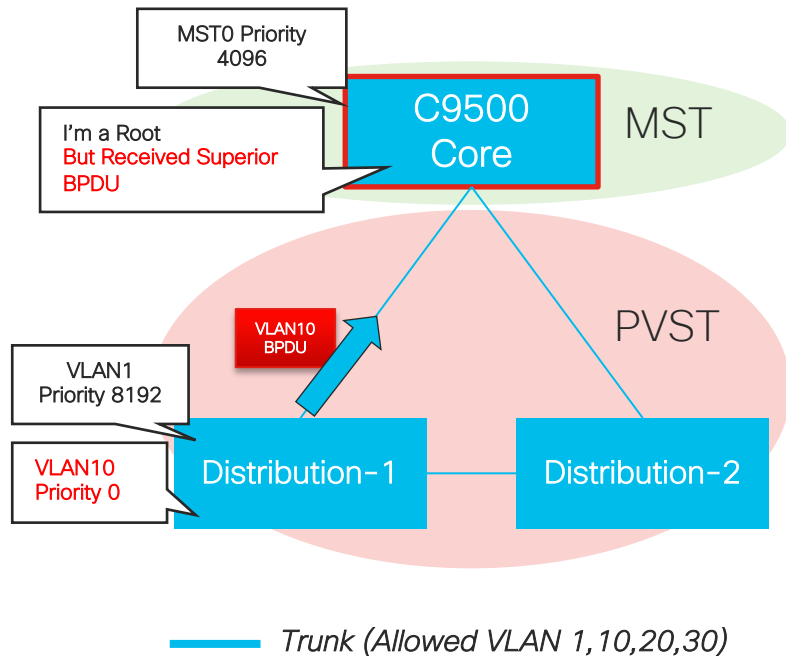 MST0 Priority
4096
I'm a Root
But Received Superior
BPDU
C9500
Core
MST
VLAN10
BPDU
PVST
VLAN1
Priority 8192
VLAN10
Priority 0
Distribution-1
Distribution-2
Trunk (Allowed VLAN 1,10,20,30)